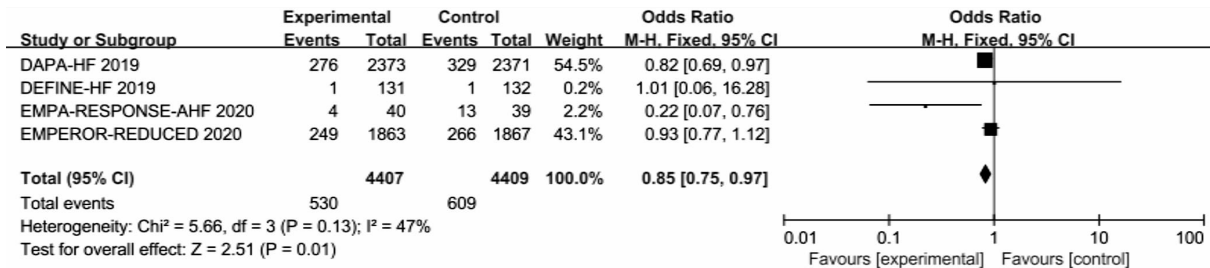 Experimental Control Odds Ratio Odds Ratio
Study or Subgroup Events Total Events Total Weight M-H, Fixed, 95% CI M-H, Fixed, 95% CI
DAPA-HF 2019 276 2373 329 2371 54.5% 0.82 [0.69, 0.97]
DEFINE-HF 2019 1 131 1 132 0.2% 1.01 [0.06, 16.28]
EMPA-RESPONSE-AHF 2020 4 40 13 39 2.2% 0.22 [0.07, 0.76]
EMPEROR-REDUCED 2020 249 1863 266 1867 43.1% 0.93 [0.77, 1.12]
Total (95% CI) 4407 4409 100.0% 0.85 [0.75, 0.97]
Total events 530 609
Heterogeneity: Chi² = 5.66, df = 3 (P = 0.13); I² = 47%
Test for overall effect: Z = 2.51 (P = 0.01)
0.01 0.1 1 10 100
Favours [experimental] Favours [control]